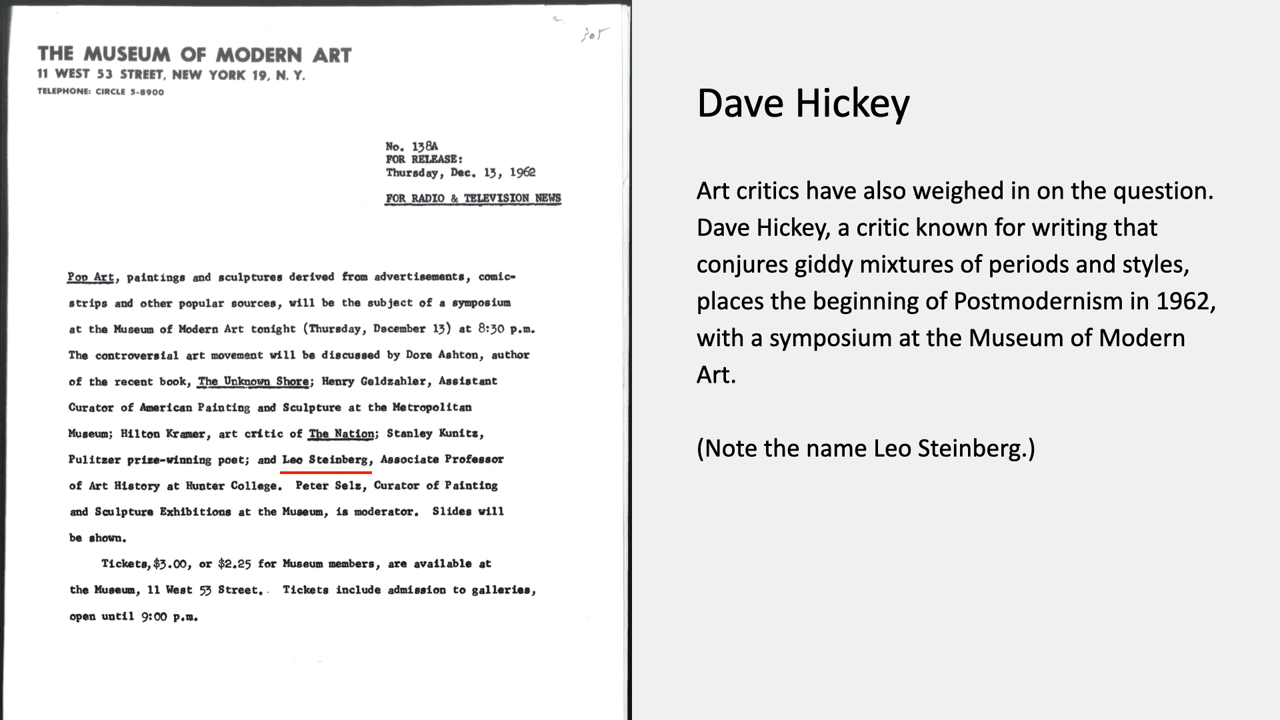 305
THE MUSEUM OF MODERN ART
11 WEST 53 STREET, NEW YORK 19, N. Y.
TELEPHONE: CIRCLE 5-8900
No. 138A
FOR RELEASE:
Thursday, Dec. 13, 1962
FOR RADIO & TELEVISION NEWS
Pop Art, paintings and sculptures derived from advertisements, comic-
strips and other popular sources, will be the subject of a symposium
at the Museum of Modern Art tonight (Thursday, December 13) at 8:30 p.m.
The controversial art movement will be discussed by Dore Ashton, author
of the recent book, The Unknown Shore; Henry Geldzahler, Assistant
Curator of American Painting and Sculpture at the Metropolitan
Museum; Hilton Kramer, art critic of The Nation; Stanley Kunitz,
Pulitzer prize-winning poet; and Leo Steinberg, Associate Professor
of Art History at Hunter College. Peter Selz, Curator of Painting
and Sculpture Exhibitions at the Museum, is moderator. Slides will
be shown.
Tickets,$3.00, or $2.25 for Museum members, are available at
the Museum, 11 West 53 Street. Tickets include admission to galleries,
open until 9:00 p.m.
Dave Hickey
Art critics have also weighed in on the question.
Dave Hickey, a critic known for writing that
conjures giddy mixtures of periods and styles,
places the beginning of Postmodernism in 1962,
with a symposium at the Museum of Modern
Art.
(Note the name Leo Steinberg.)